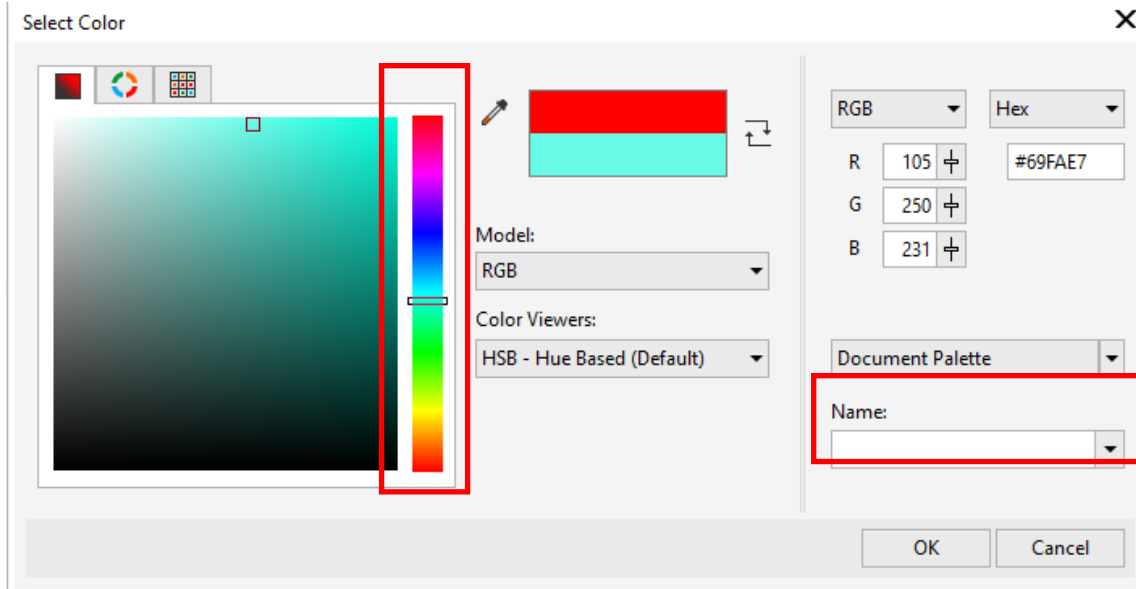 Select Color
Model:
RGB
Color Viewers:
HSB - Hue Based (Default)
RGB
Hex
R 105
#69FAE7
G 250
B 231
Document Palette
Name:
OK
Cancel